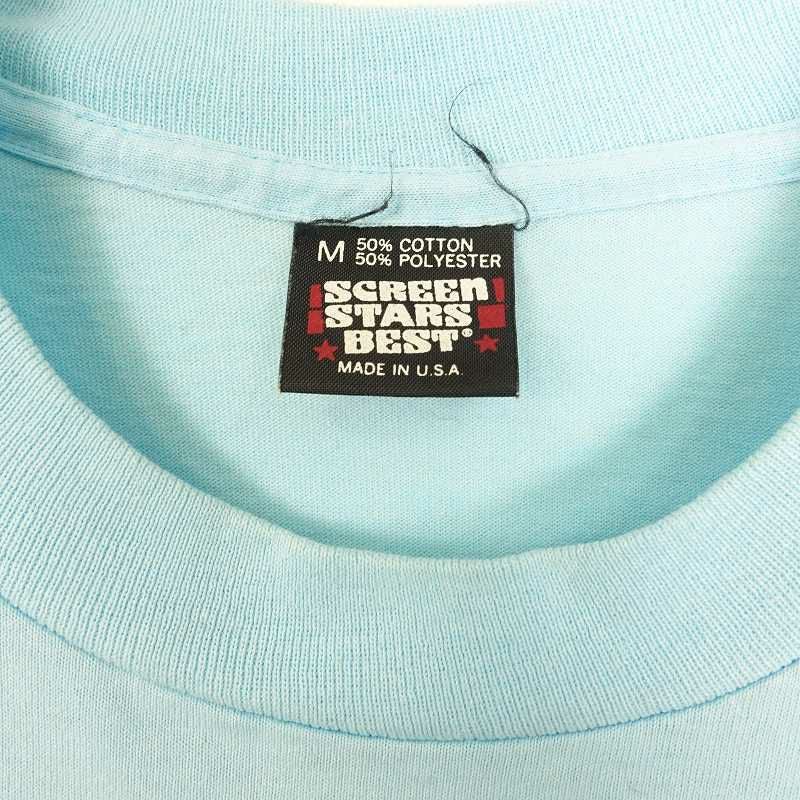 M 50% COTTON
50% POLYESTER
SCREEN
STARS
BEST®
MADE IN U.S.A.